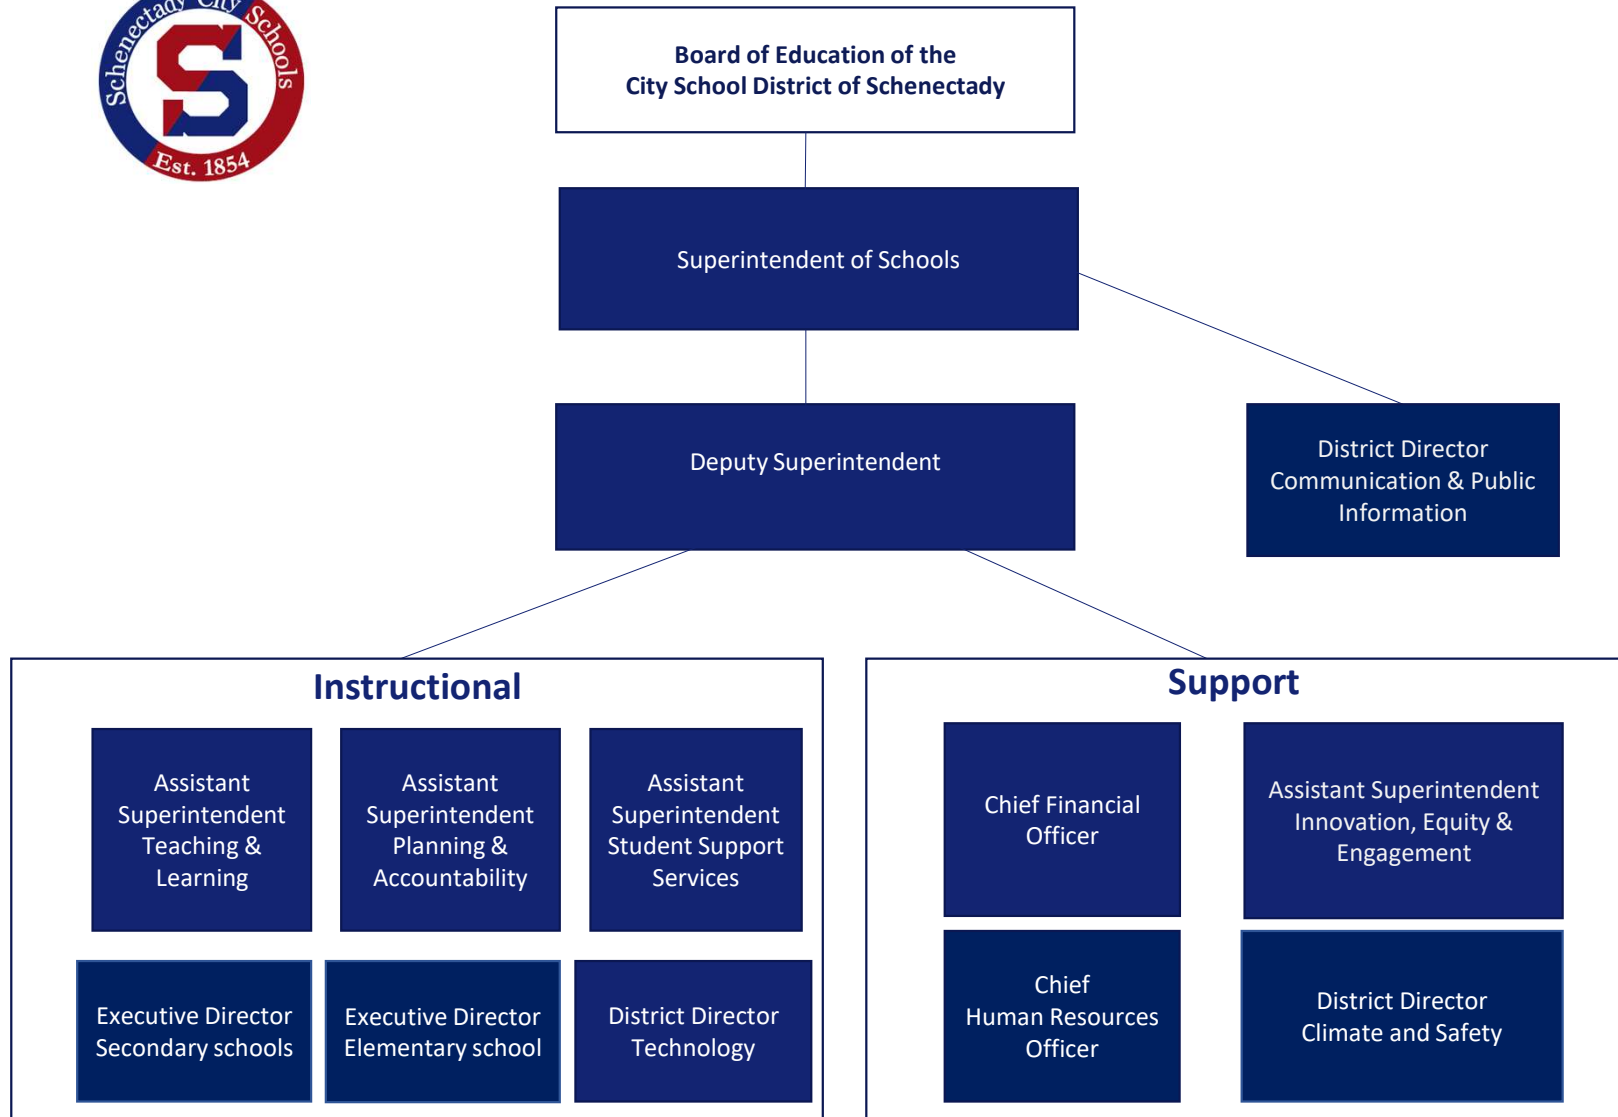 Schenectady City Schools
Est. 1854
Board of Education of the
City School District of Schenectady
Superintendent of Schools
Deputy Superintendent
District Director
Communication & Public
Information
Instructional
Assistant
Superintendent
Teaching &
Learning
Assistant
Superintendent
Planning &
Accountability
Assistant
Superintendent
Student Support
Services
Executive Director
Secondary schools
Executive Director
Elementary school
District Director
Technology
Support
Chief Financial
Officer
Assistant Superintendent
Innovation, Equity &
Engagement
Chief
Human Resources
Officer
District Director
Climate and Safety